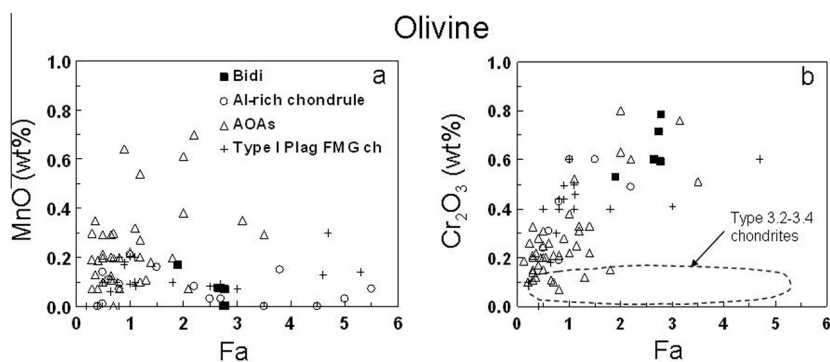 Olivine
MnO (wt%)
1.0
0.8
0.6
0.4
0.2
0.0
a
Bidi
Al-rich chondrule
AOAs
Type I Plag FMG ch
0 1 2 3 4 5 6
Fa
Cr₂O₃ (wt%)
1.0
0.8
0.6
0.4
0.2
0.0
b
Type 3.2-3.4
chondrites
0 1 2 3 4 5 6
Fa